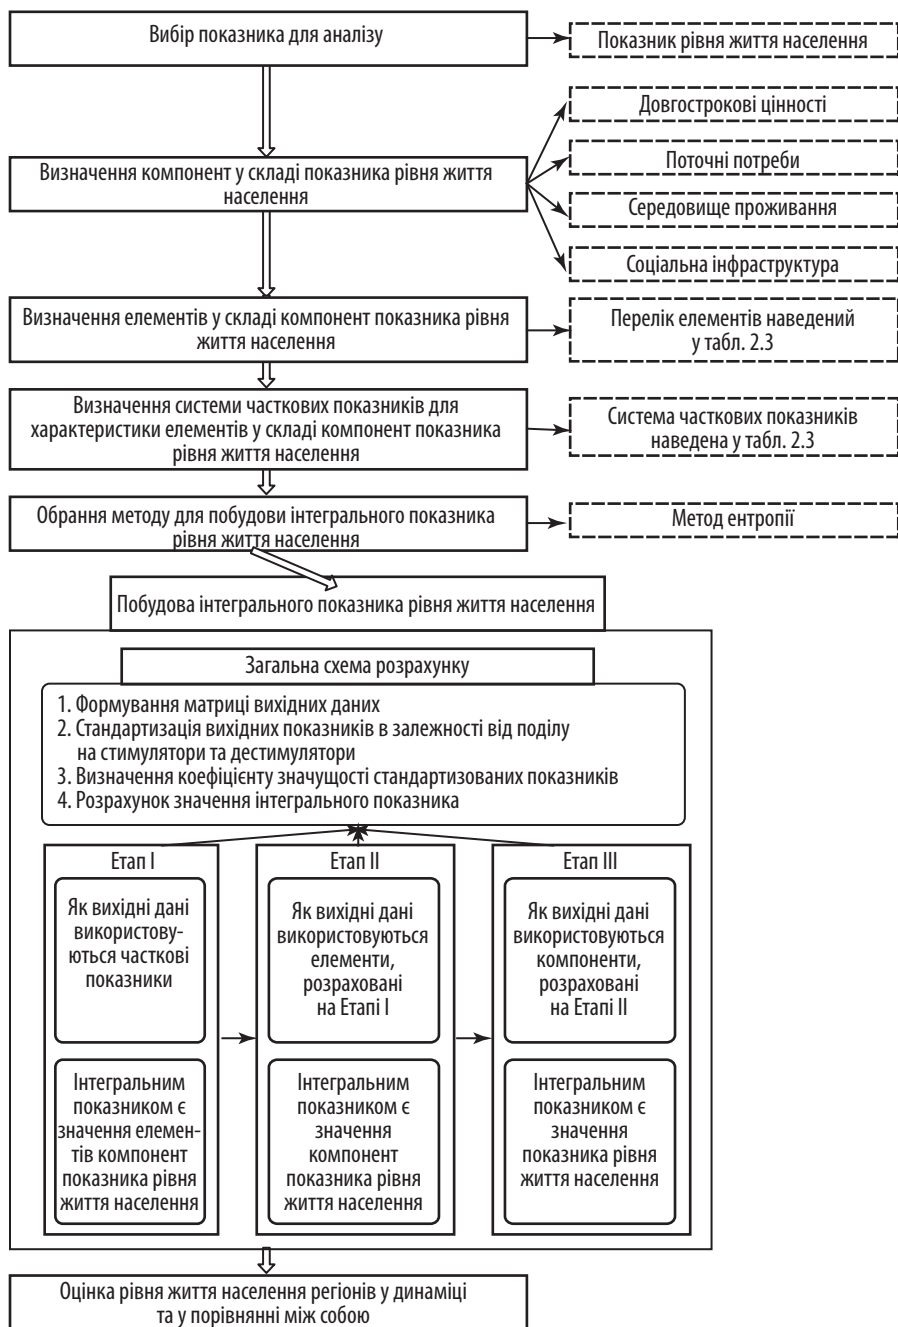 Вибір показника для аналізу
Показник рівня життя населення
Довгострокові цінності
Поточні потреби
Середовище проживання
Соціальна інфраструктура
Визначення компонент у складі показника рівня життя
населення
Визначення елементів у складі компонент показника рівня
життя населення
Перелік елементів наведений
у табл. 2.3
Визначення системи часткових показників для
характеристики елементів у складі компонент показника
рівня життя населення
Система часткових показників
наведена у табл. 2.3
Обрання методу для побудови інтегрального показника
рівня життя населення
Метод ентропії
Побудова інтегрального показника рівня життя населення
Загальна схема розрахунку
1. Формування матриці вихідних даних
2. Стандартизація вихідних показників в залежності від поділу
на стимулятори та дестимулятори
3. Визначення коефіцієнту значущості стандартизованих показників
4. Розрахунок значення інтегрального показника
Етап I
Як вихідні дані
використову-
ються часткові
показники
Інтегральним
показником є
значення елемен-
тів компонент
показника рівня
життя населення
Етап II
Як вихідні дані
використовуються
елементи,
розраховані
на Етапі I
Інтегральним
показником є
значення
компонент
показника рівня
життя населення
Етап III
Як вихідні дані
використовуються
компоненти,
розраховані
на Етапі II
Інтегральним
показником є
значення
показника рівня
життя населення
Оцінка рівня життя населення регіонів у динаміці
та у порівнянні між собою